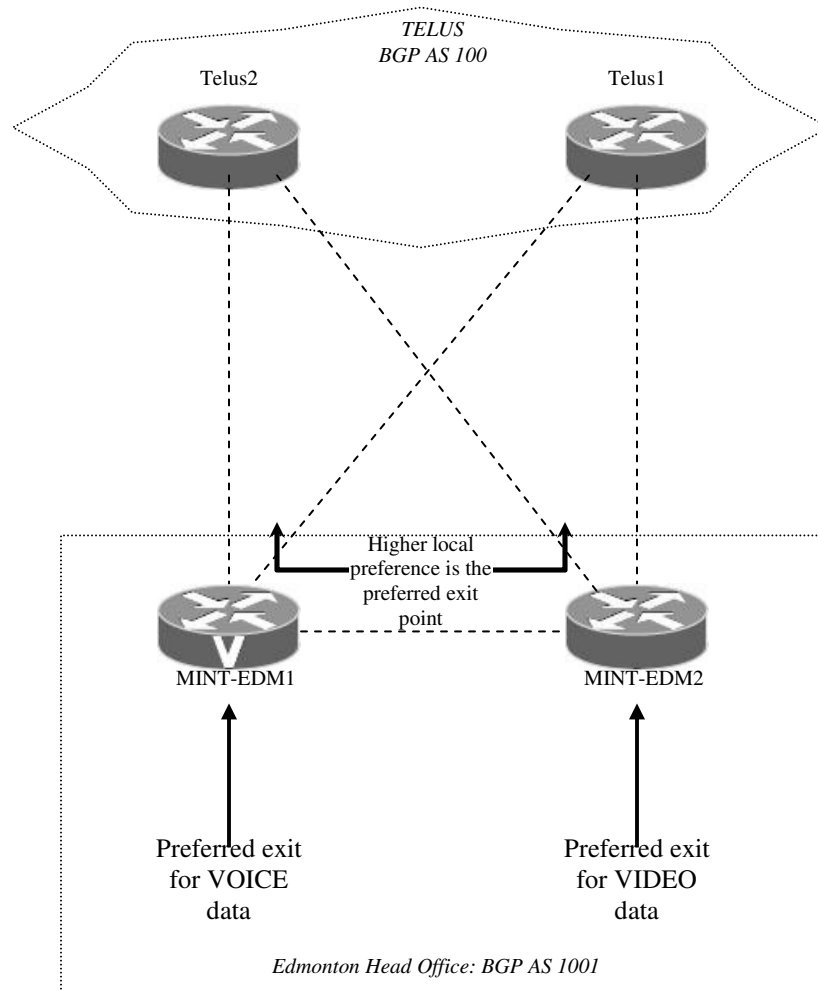 TELUS
BGP AS 100
Telus2
Telus1
Higher local
preference is the
preferred exit
point
V
MINT-EDM1
MINT-EDM2
Preferred exit
for VOICE
data
Preferred exit
for VIDEO
data
Edmonton Head Office: BGP AS 1001